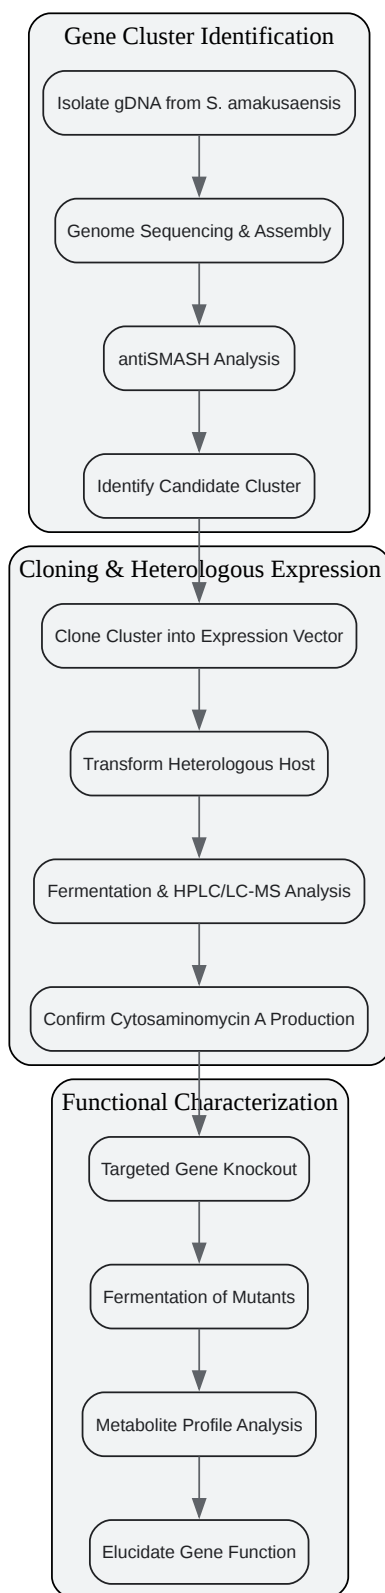 Gene Cluster Identification
Isolate gDNA from S. amakusaensis
Genome Sequencing & Assembly
antiSMASH Analysis
Identify Candidate Cluster
Cloning & Heterologous Expression
Clone Cluster into Expression Vector
Transform Heterologous Host
Fermentation & HPLC/LC-MS Analysis
Confirm Cytosaminomycin A Production
Functional Characterization
Targeted Gene Knockout
Fermentation of Mutants
Metabolite Profile Analysis
Elucidate Gene Function